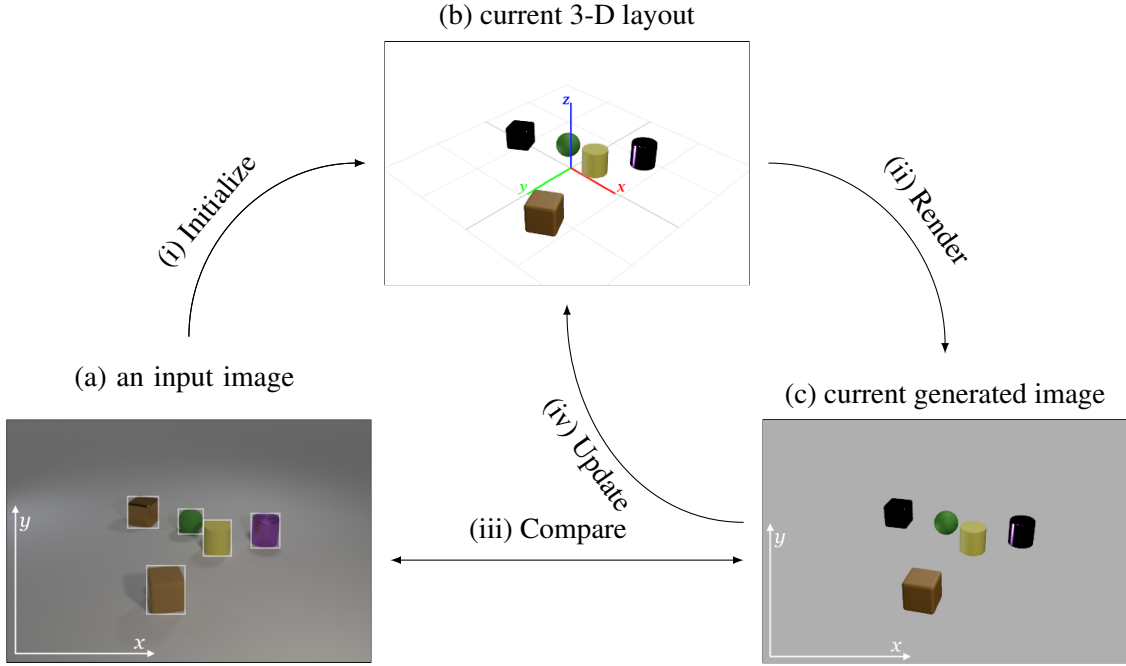 (b) current 3-D layout
z
y
x
(i) Initialize
(ii) Render
(a) an input image
(c) current generated image
(iv) Update
(iii) Compare
y
x
y
x